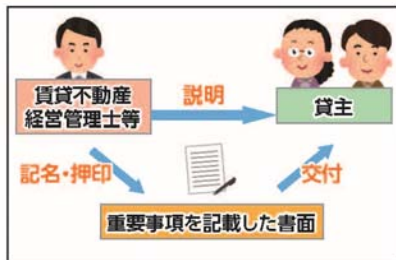 賃貸不動産
経営管理士等
説明
貸主
記名・押印
交付
重要事項を記載した書面